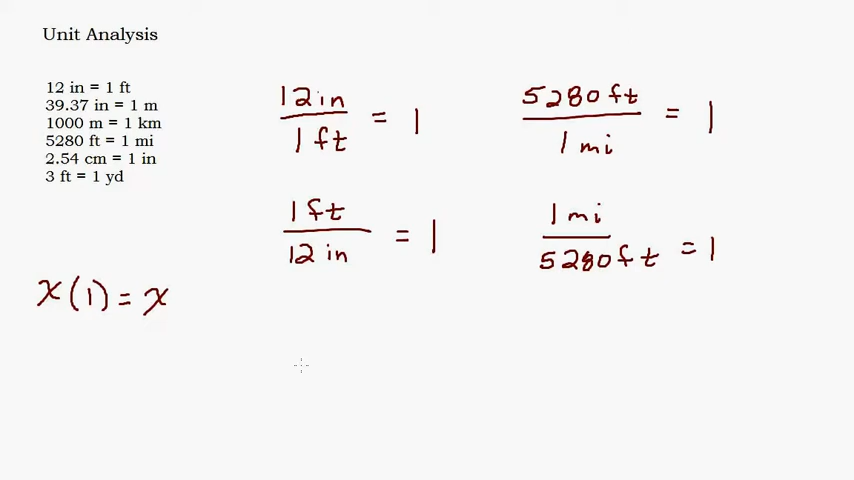 Unit Analysis
12 in = 1 ft
39.37 in = 1 m
1000 m = 1 km
5280 ft = 1 mi
2.54 cm = 1 in
3 ft = 1 yd
12 in / 1 ft = 1
5280 ft / 1 mi = 1
1 ft / 12 in = 1
1 mi / 5280 ft = 1
x(1) = x